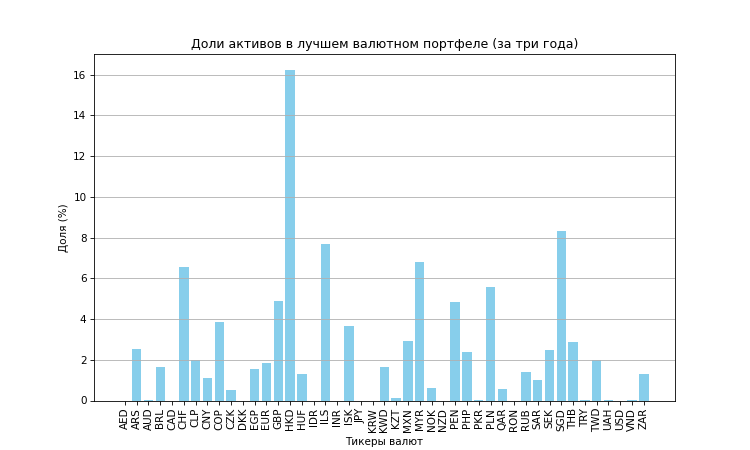 Доли активов в лучшем валютном портфеле (за три года)
Доля (%)
16
14
12
10
8
6
4
2
0
AED ARS AUD BRL CAD CHF CLP CNY COP CZK DKK EGP EUR GBP HKD HUF IDR ILS INR ISK JPY KRW KWD KZT MXN MYR NOK NZD PEN PHP PKR PLN QAR RON RUB SAR SEK SGD THB TRY TWD UAH USD VND ZAR
Тикеры валют